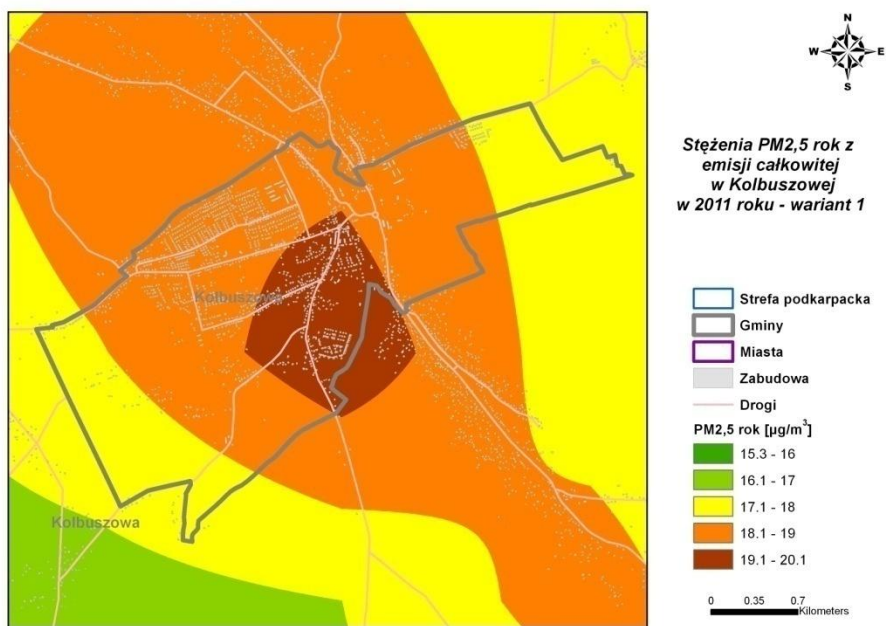 N
W E
S
Stężenia PM2,5 rok z
emisji całkowitej
w Kolbuszowej
w 2011 roku - wariant 1
Kolbuszowa
Kolbuszowa
Strefa podkarpacka
Gminy
Miasta
Zabudowa
Drogi
PM2,5 rok [µg/m³]
15.3 - 16
16.1 - 17
17.1 - 18
18.1 - 19
19.1 - 20.1
0 0.35 0.7
Kilometers